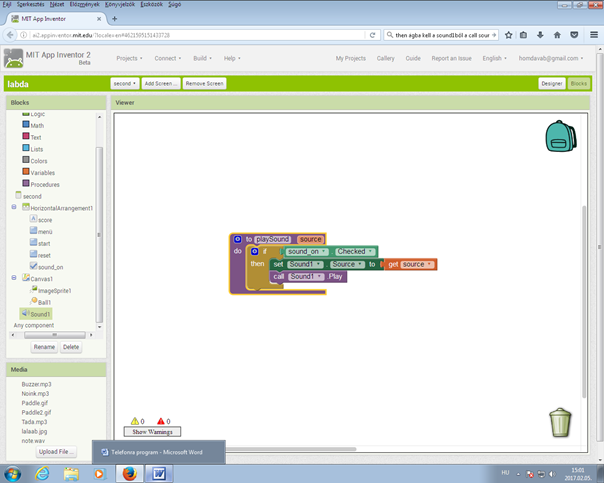 Fájl Szerkesztés Nézet Előzmények Könyvjelzők Eszközök Súgó
MIT App Inventor
ai2.appinventor.mit.edu/?locale=en#4621505151433728
then ágba kell a sound1ből a call sour
MIT App Inventor 2
Beta
Projects Connect Build Help My Projects Gallery Guide Report an Issue English homdavab@gmail.com
labda
second Add Screen ... Remove Screen
Designer Blocks
Blocks
Viewer
Logic
Math
Text
Lists
Colors
Variables
Procedures
second
HorizontalArrangement1
score
menü
start
reset
sound_on
Canvas1
ImageSprite1
Ball1
Sound1
Any component
Rename Delete
Media
Buzzer.mp3
Noink.mp3
Paddle.gif
Paddle2.gif
Tada.mp3
lalaab.jpg
note.wav
Upload File ...
to playSound source
do if sound_on . Checked
then set Sound1 . Source to get source
call Sound1 .Play
0 0
Show Warnings
Telefonra program - Microsoft Word
HU
15:01
2017.02.05.